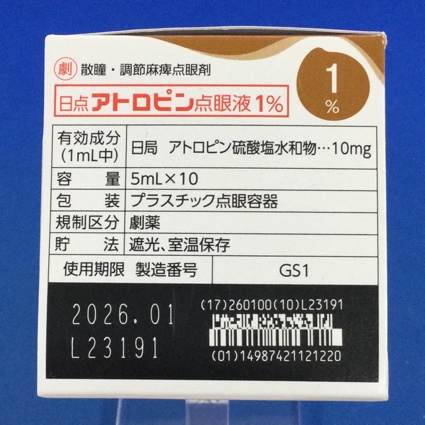 劇 散瞳・調節麻痺点眼剤
日点アトロピン点眼液1%
1
%
有効成分 日局 アトロピン硫酸塩水和物…10mg
(1mL中)
容 量 5mL×10
包 装 プラスチック点眼容器
規制区分 劇薬
貯 法 遮光、室温保存
使用期限 製造番号 GS1
2026.01
L23191
(17)260100(10)L23191
(01)14987421121220